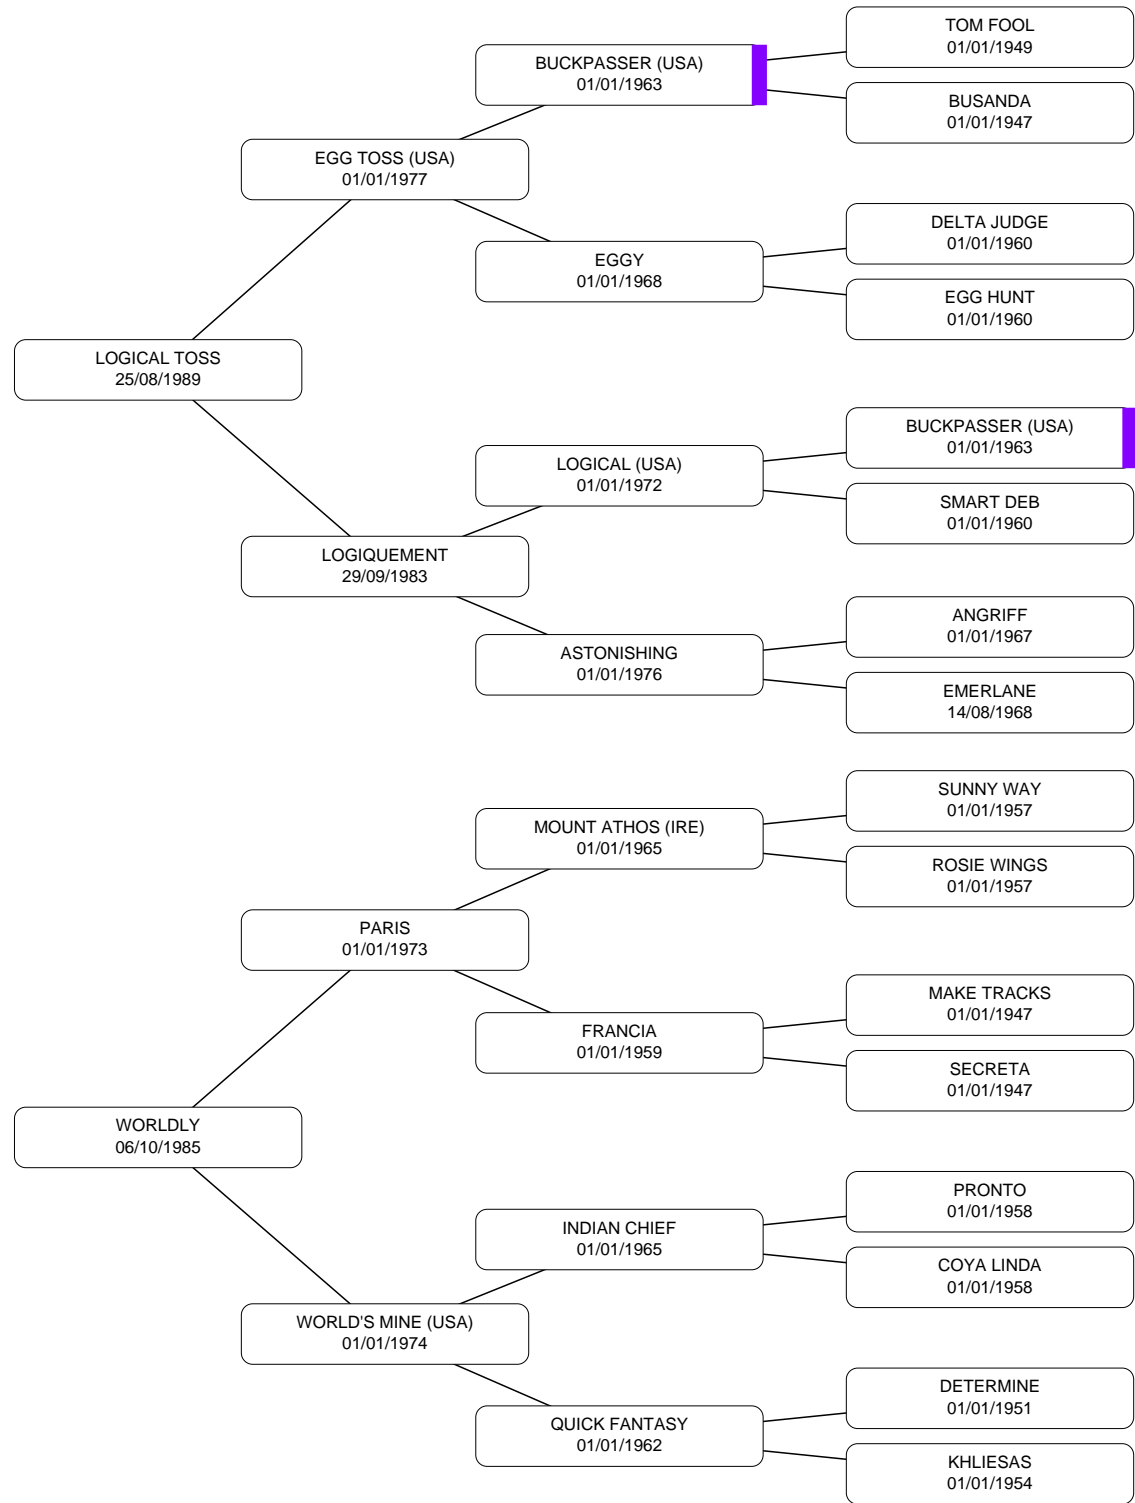 TOM FOOL
01/01/1949
BUCKPASSER (USA)
01/01/1963
BUSANDA
01/01/1947
EGG TOSS (USA)
01/01/1977
DELTA JUDGE
01/01/1960
EGGY
01/01/1968
EGG HUNT
01/01/1960
LOGICAL TOSS
25/08/1989
BUCKPASSER (USA)
01/01/1963
LOGICAL (USA)
01/01/1972
SMART DEB
01/01/1960
LOGIQUEMENT
29/09/1983
ANGRIFF
01/01/1967
ASTONISHING
01/01/1976
EMERLANE
14/08/1968
SUNNY WAY
01/01/1957
MOUNT ATHOS (IRE)
01/01/1965
ROSIE WINGS
01/01/1957
PARIS
01/01/1973
MAKE TRACKS
01/01/1947
FRANCIA
01/01/1959
SECRETA
01/01/1947
WORLDLY
06/10/1985
PRONTO
01/01/1958
INDIAN CHIEF
01/01/1965
COYA LINDA
01/01/1958
WORLD'S MINE (USA)
01/01/1974
DETERMINE
01/01/1951
QUICK FANTASY
01/01/1962
KHLIESAS
01/01/1954